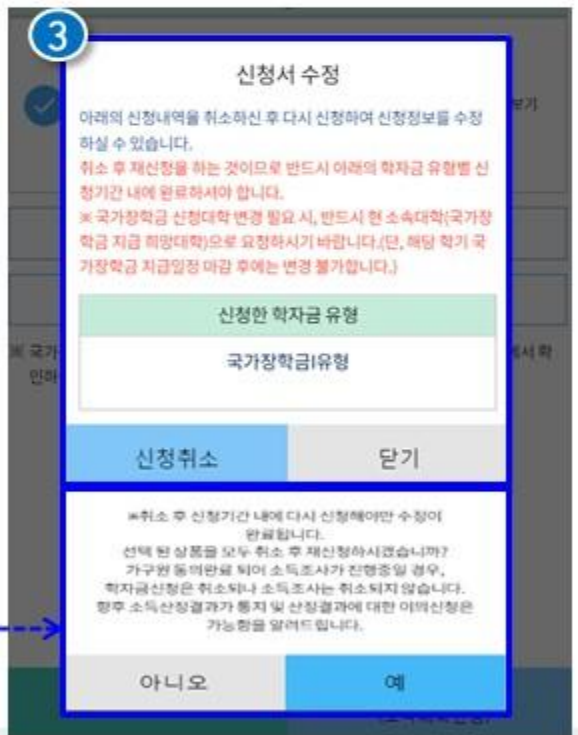 3
신청서 수정
아래의 신청내역을 취소하신 후 다시 신청하여 신청정보를 수정
하실 수 있습니다.
취소 후 재신청을 하는 것이므로 반드시 아래의 학자금 유형별 신
청기간 내에 완료하셔야 합니다.
※ 국가장학금 신청대학 변경 필요 시, 반드시 현 소속대학(국가장
학금 지급 희망대학)으로 요청하시기 바랍니다.(단, 해당 학기 국
가장학금 지급일정 마감 후에는 변경 불가합니다.)
보기
신청한 학자금 유형
국가장학금I유형
※ 국가
에서 확
인하
신청취소
닫기
※취소 후 신청기간 내에 다시 신청해야만 수정이
완료됩니다.
선택 된 상품을 모두 취소 후 재신청하시겠습니까?
가구원 동의완료 되어 소득조사가 진행중일 경우,
학자금신청은 취소되나 소득조사는 취소되지 않습니다.
향후 소득산정결과가 통지 및 산정결과에 대한 이의신청은
가능함을 알려드립니다.
아니오
예